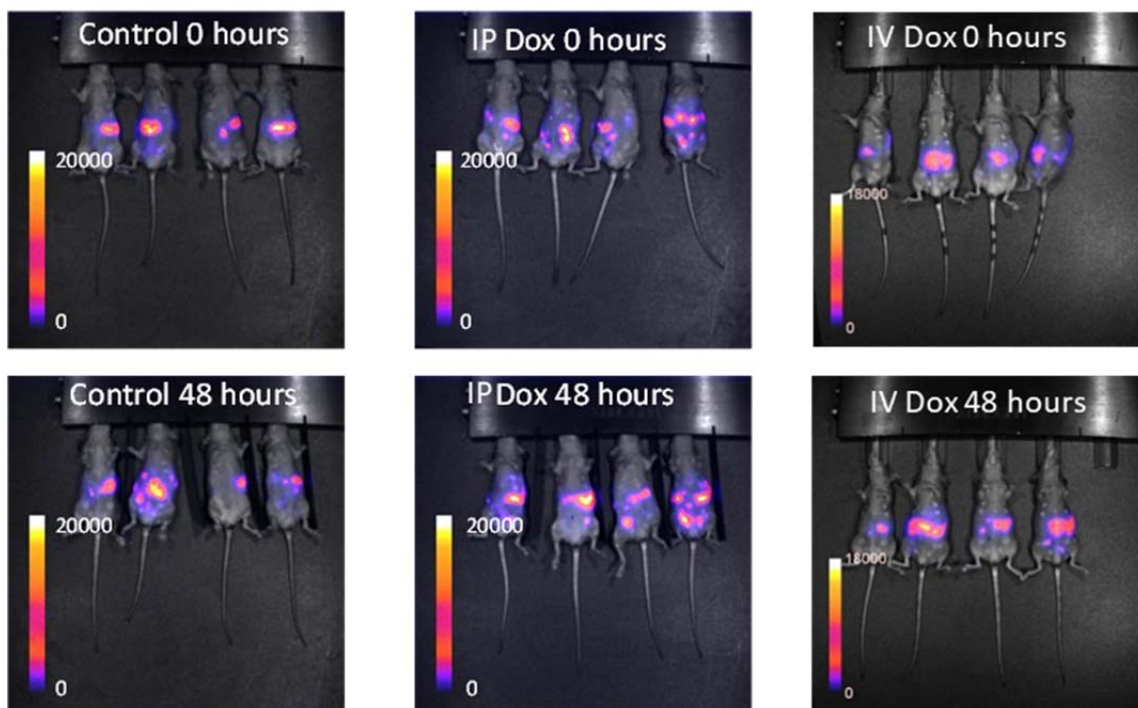 Control 0 hours
20000
0
IP Dox 0 hours
20000
0
IV Dox 0 hours
18000
0
Control 48 hours
20000
0
IP Dox 48 hours
20000
0
IV Dox 48 hours
18000
0